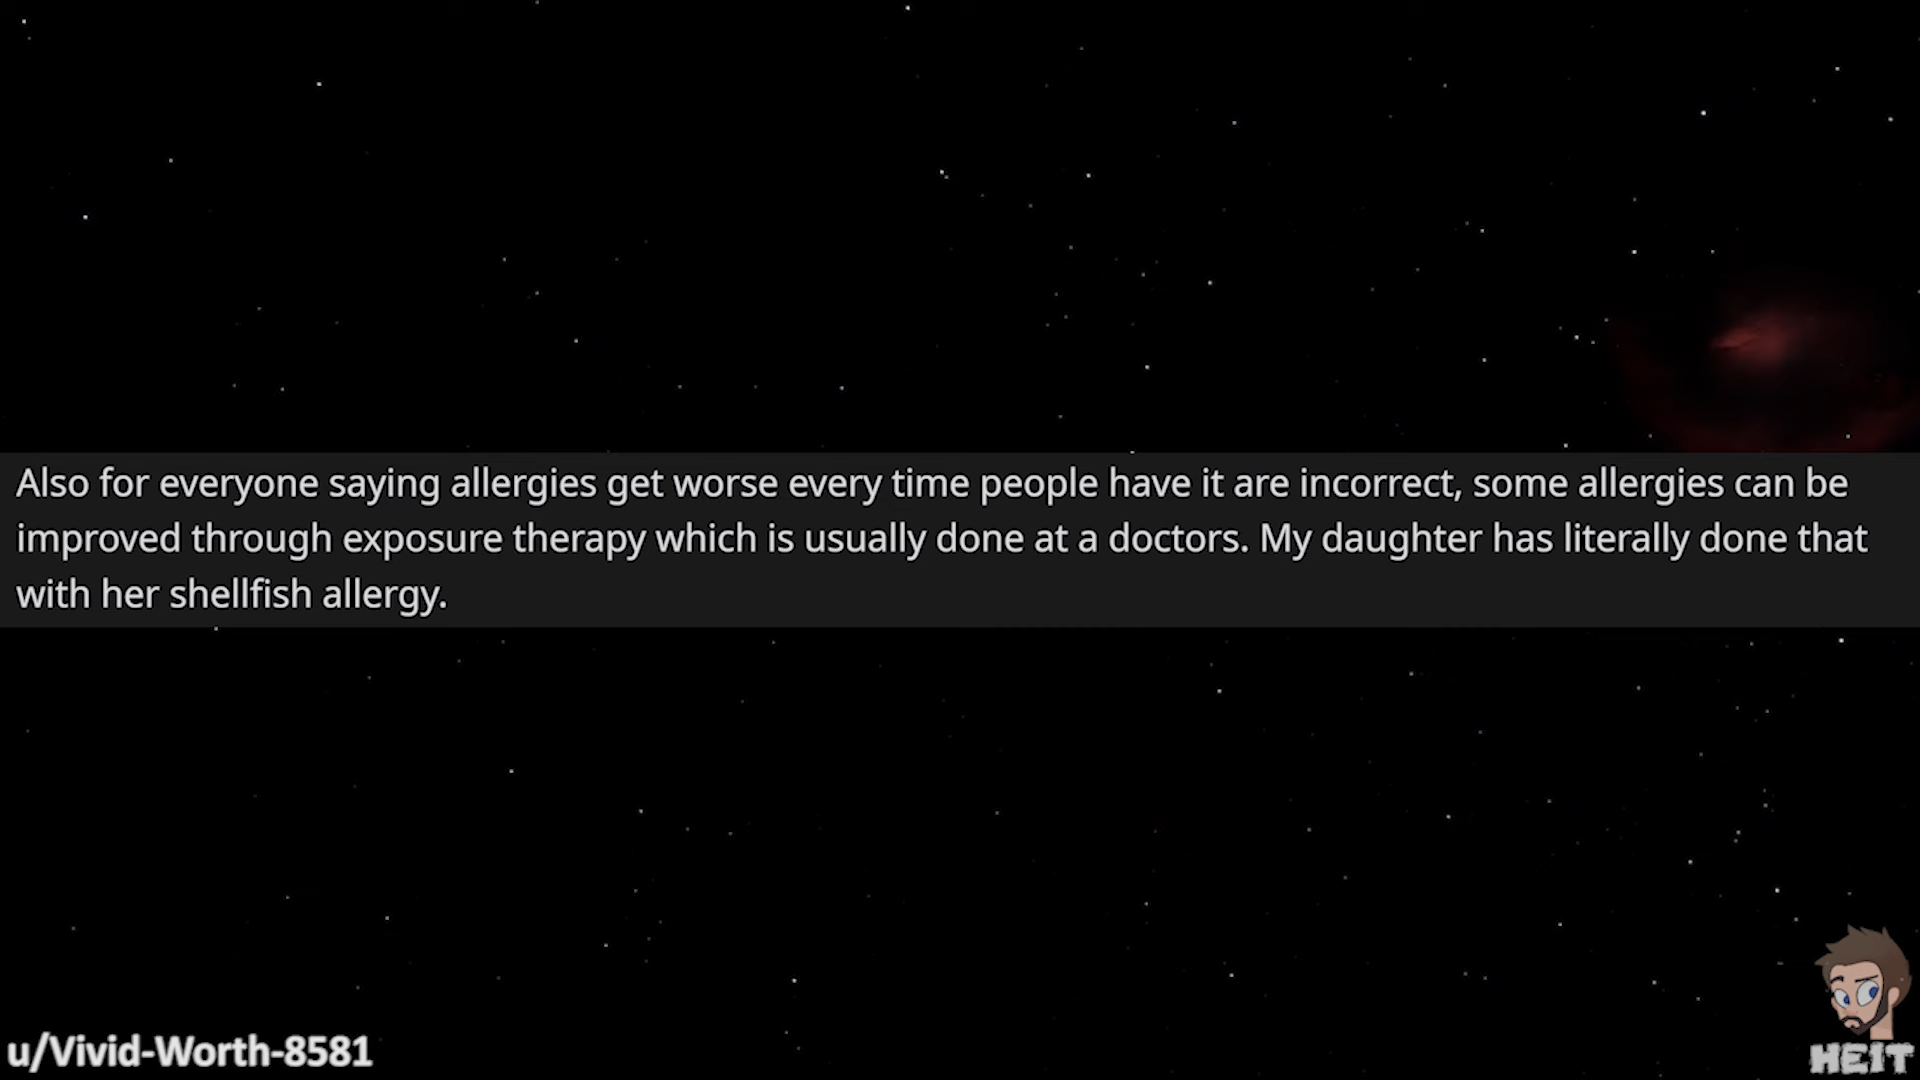 Also for everyone saying allergies get worse every time people have it are incorrect, some allergies can be
improved through exposure therapy which is usually done at a doctors. My daughter has literally done that
with her shellfish allergy.
u/Vivid-Worth-8581
HEIT